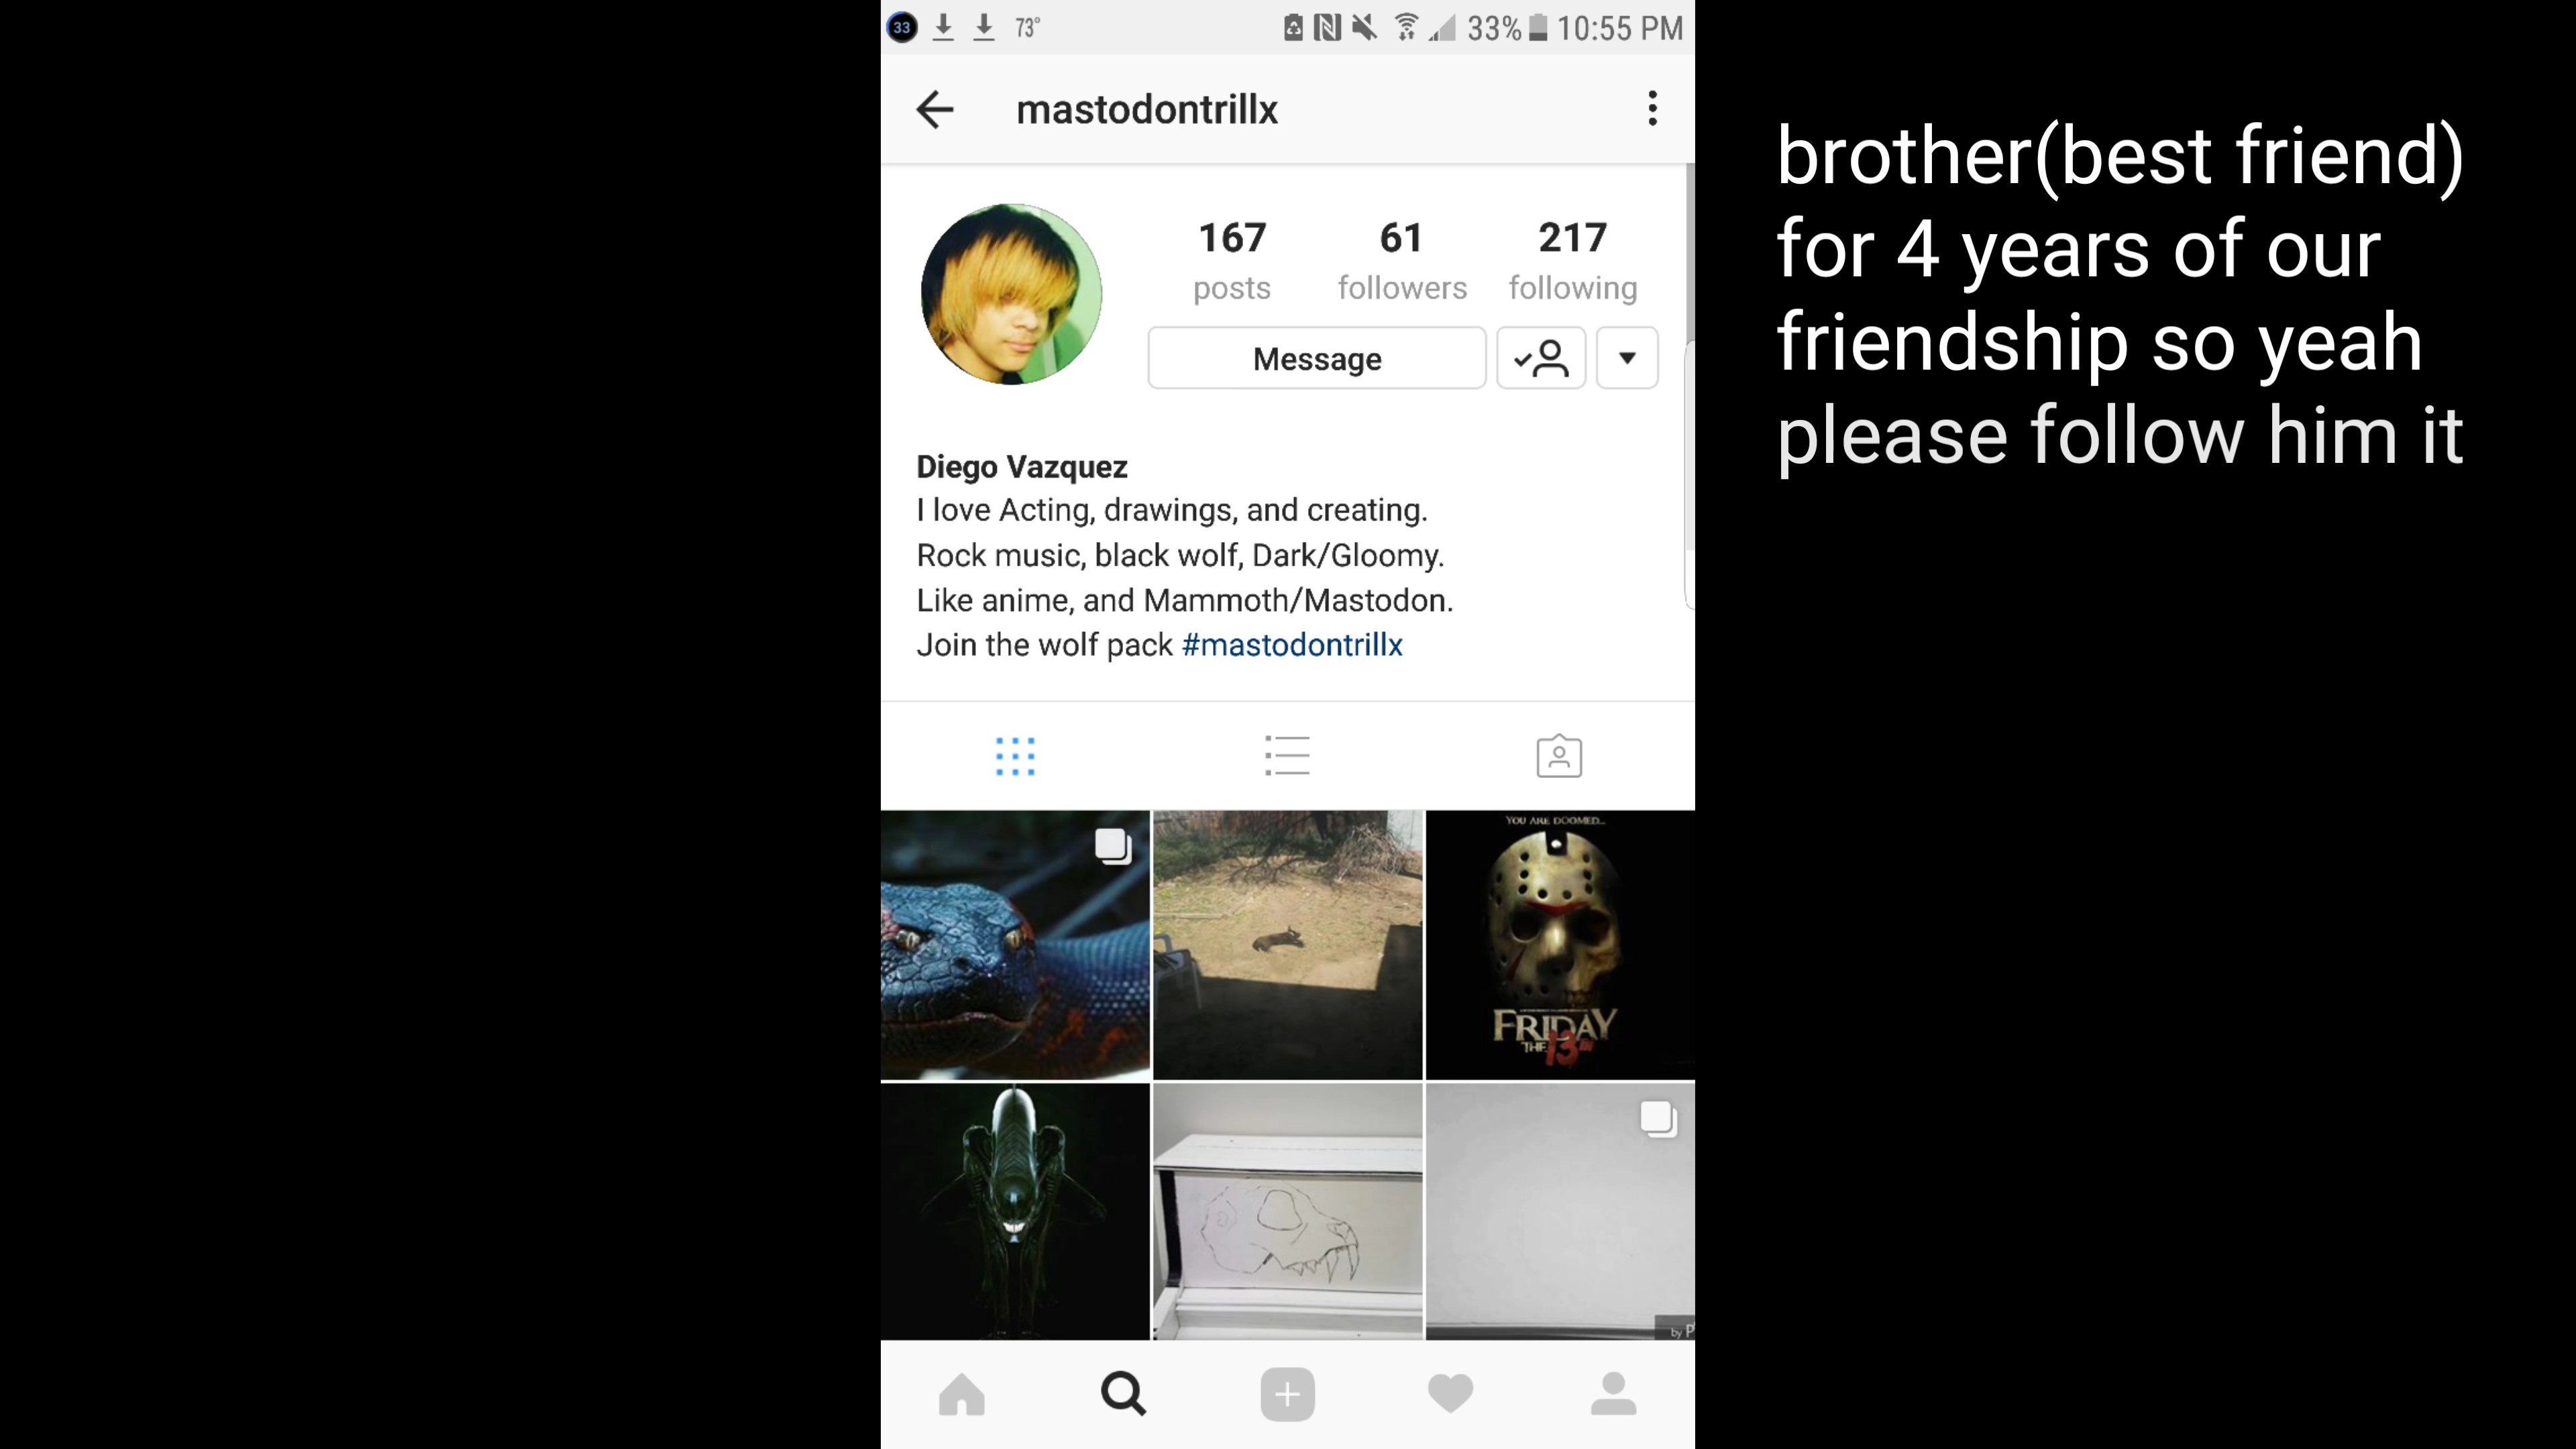 33 73° 33% 10:55 PM
mastodontrillx
167 61 217
posts followers following
Message
Diego Vazquez
I love Acting, drawings, and creating.
Rock music, black wolf, Dark/Gloomy.
Like anime, and Mammoth/Mastodon.
Join the wolf pack #mastodontrillx
YOU ARE DOOMED...
FRIDAY
THE 13TH
by P
brother(best friend)
for 4 years of our
friendship so yeah
please follow him it